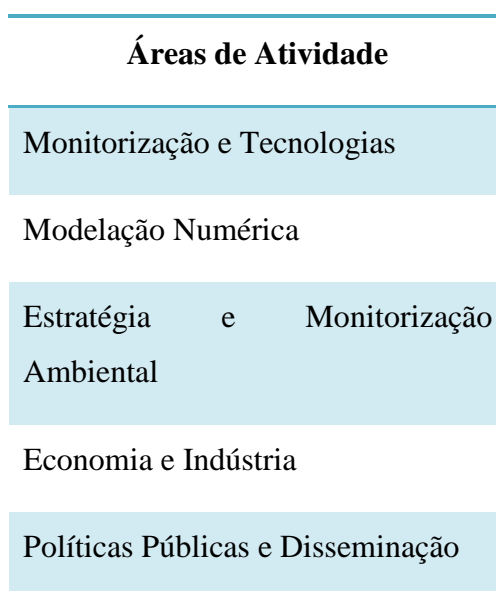 Áreas de Atividade
Monitorização e Tecnologias
Modelação Numérica
Estratégia e Monitorização
Ambiental
Economia e Indústria
Políticas Públicas e Disseminação